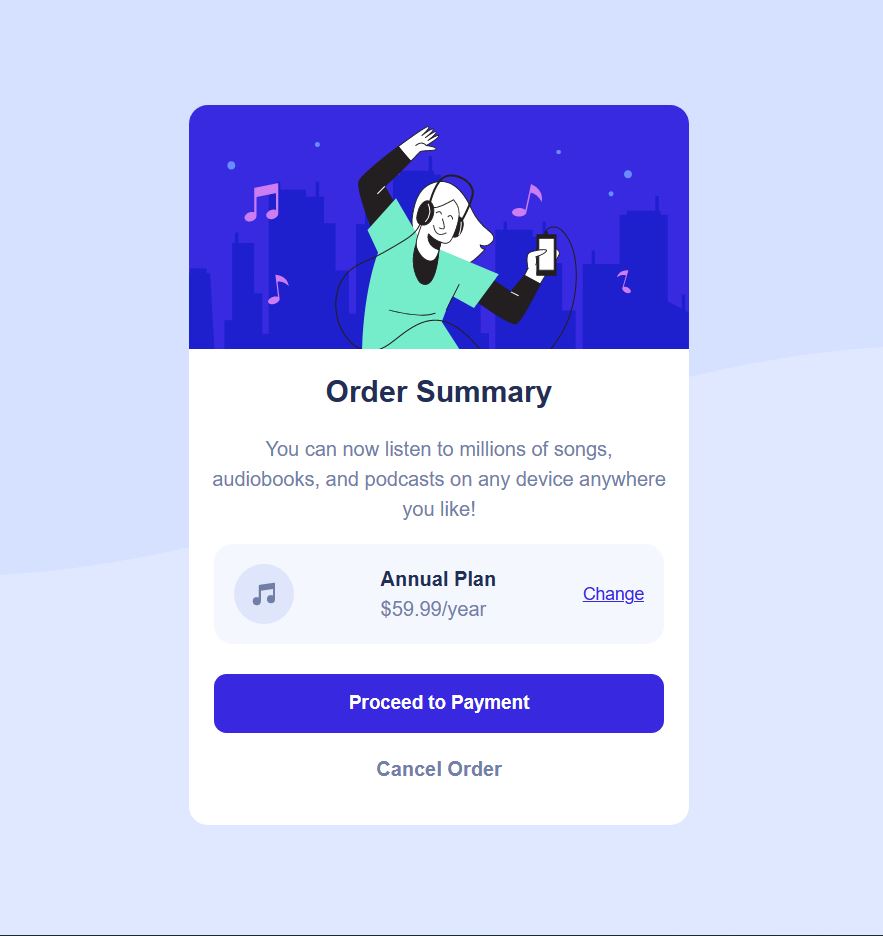 Order Summary
You can now listen to millions of songs,
audiobooks, and podcasts on any device anywhere
you like!
Annual Plan
$59.99/year
Change
Proceed to Payment
Cancel Order